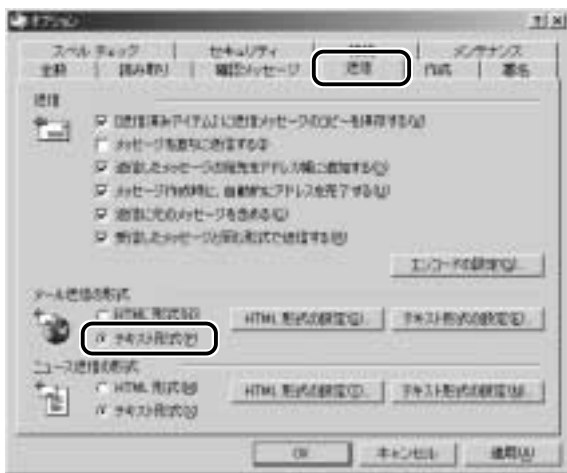 オプション
スペル チェック セキュリティ 接続 メンテナンス
全般 読み取り 確認メッセージ 送信 作成 署名
送信
[送信済みアイテム] に送信メッセージのコピーを保存する(V)
メッセージを直ちに送信する(I)
返信したメッセージの宛先をアドレス帳に追加する(Q)
メッセージ作成時に、自動的にアドレスを完了する(U)
返信に元のメッセージを含める(C)
受信したメッセージと同じ形式で返信する(R)
エンコードの設定(Q)...
メール送信の形式
HTML 形式(H) HTML 形式の設定(G)... テキスト形式の設定(E)...
テキスト形式(P)
ニュース送信の形式
HTML 形式(M) HTML 形式の設定(T)... テキスト形式の設定(N)...
テキスト形式(X)
OK キャンセル 適用(A)